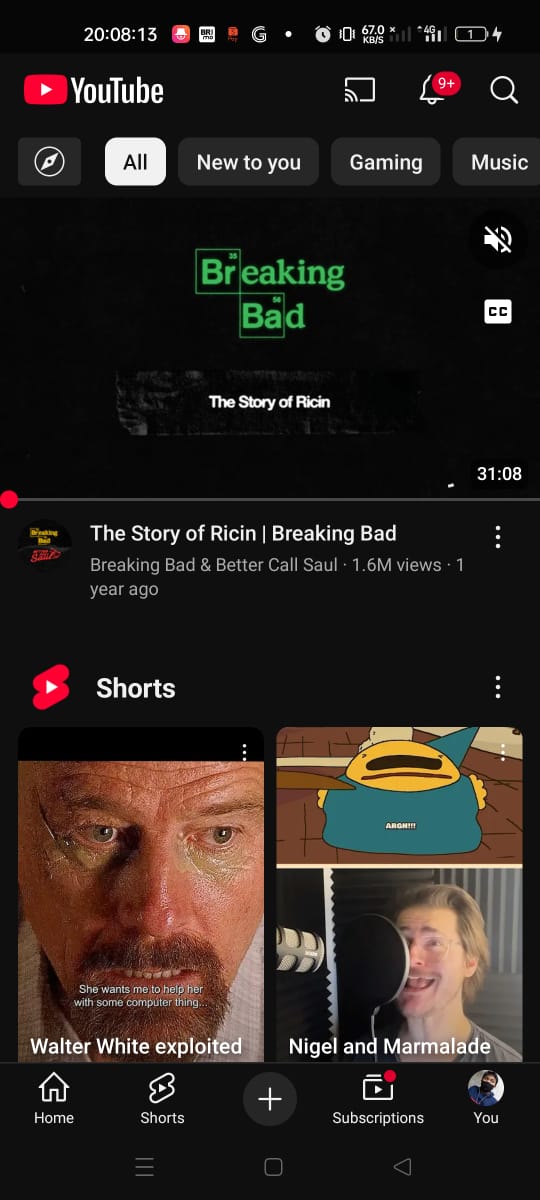 20:08:13
BRI
mo
67.0
KB/S
4G
1
YouTube
9+
All
New to you
Gaming
Music
35
Breaking
56
Bad
CC
The Story of Ricin
31:08
The Story of Ricin | Breaking Bad
Breaking Bad & Better Call Saul · 1.6M views · 1
year ago
Shorts
ARGH!!!
She wants me to help her
with some computer thing...
Walter White exploited
Nigel and Marmalade
Home
Shorts
Subscriptions
You